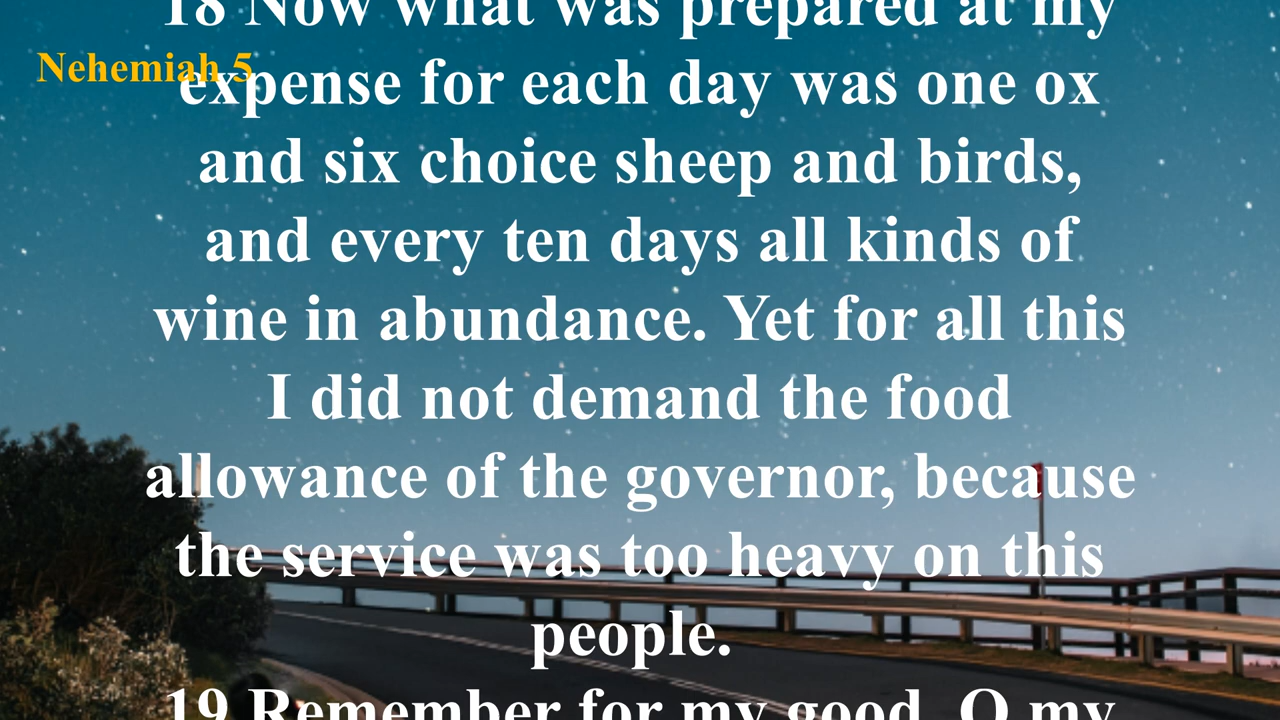 18 Now what was prepared at my
Nehemiah 5
expense for each day was one ox
and six choice sheep and birds,
and every ten days all kinds of
wine in abundance. Yet for all this
I did not demand the food
allowance of the governor, because
the service was too heavy on this
people.
19 Remember for my good, O my